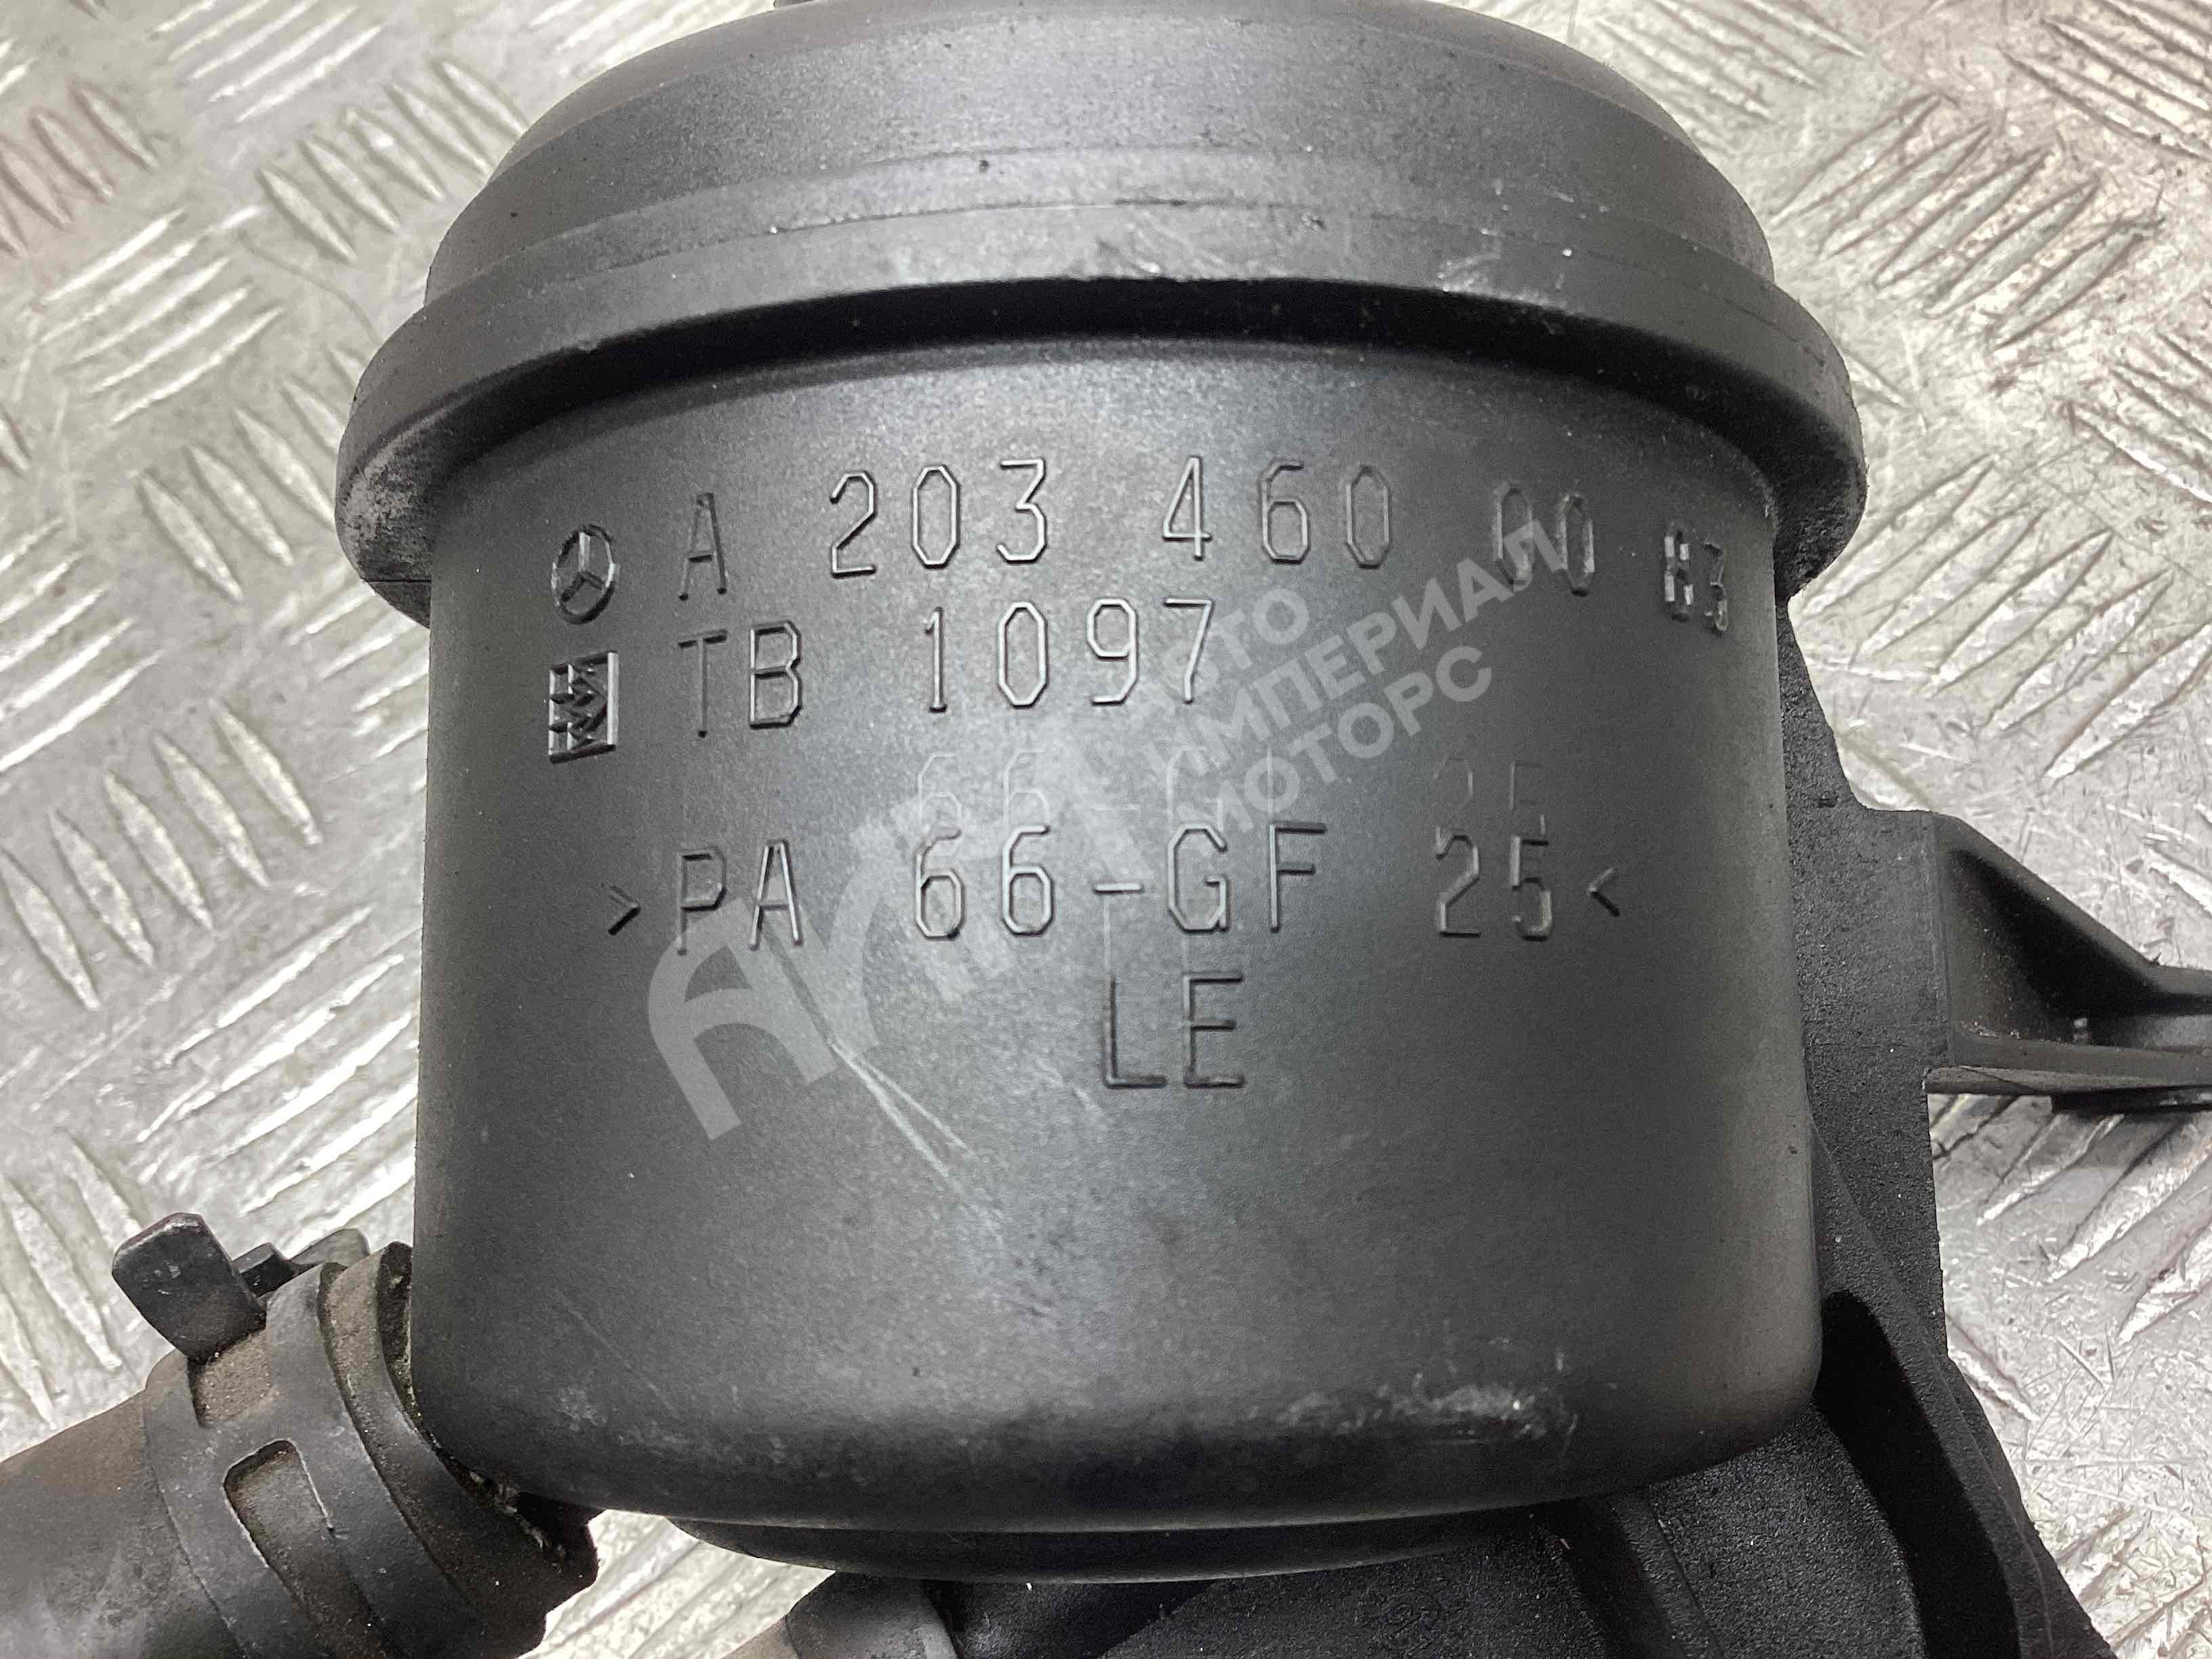 A 203 460 00 83
TB 1097
>PA 66-GF 25<
LE
АВТО
ИМПЕРИАЛ
МОТОРС